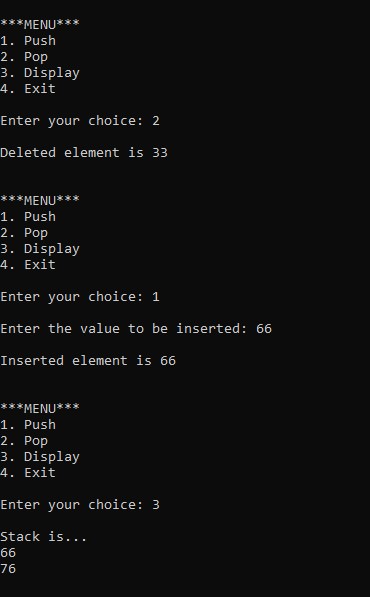 ***MENU***
1. Push
2. Pop
3. Display
4. Exit
Enter your choice: 2
Deleted element is 33
***MENU***
1. Push
2. Pop
3. Display
4. Exit
Enter your choice: 1
Enter the value to be inserted: 66
Inserted element is 66
***MENU***
1. Push
2. Pop
3. Display
4. Exit
Enter your choice: 3
Stack is...
66
76